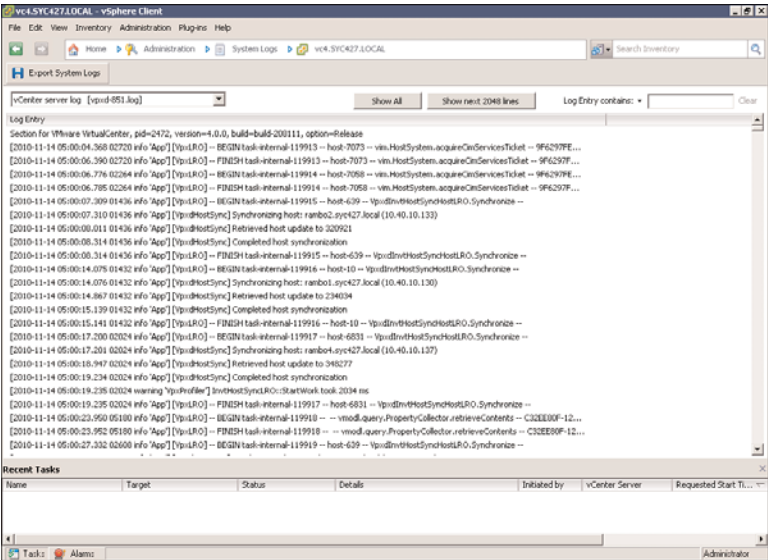 vc4.SYC427.LOCAL - vSphere Client
File Edit View Inventory Administration Plug-ins Help
Home Administration System Logs vc4.SYC427.LOCAL Search Inventory
Export System Logs
vCenter server log [vpxd-851.log] Show All Show next 2048 lines Log Entry contains: Clear
Log Entry
Section for VMware VirtualCenter, pid=2472, version=4.0.0, build=build-208111, option=Release
[2010-11-14 05:00:04.368 02720 info 'App'] [VpxLRO] -- BEGIN task-internal-119913 -- host-7073 -- vim.HostSystem.acquireCimServicesTicket -- 9F6297FE...
[2010-11-14 05:00:06.390 02720 info 'App'] [VpxLRO] -- FINISH task-internal-119913 -- host-7073 -- vim.HostSystem.acquireCimServicesTicket -- 9F6297F...
[2010-11-14 05:00:06.776 02264 info 'App'] [VpxLRO] -- BEGIN task-internal-119914 -- host-7058 -- vim.HostSystem.acquireCimServicesTicket -- 9F6297FE...
[2010-11-14 05:00:06.785 02264 info 'App'] [VpxLRO] -- FINISH task-internal-119914 -- host-7058 -- vim.HostSystem.acquireCimServicesTicket -- 9F6297F...
[2010-11-14 05:00:07.309 01436 info 'App'] [VpxLRO] -- BEGIN task-internal-119915 -- host-639 -- VpxdInvtHostSyncHostLRO.Synchronize --
[2010-11-14 05:00:07.310 01436 info 'App'] [VpxdHostSync] Synchronizing host: rambo2.syc427.local (10.40.10.133)
[2010-11-14 05:00:08.011 01436 info 'App'] [VpxdHostSync] Retrieved host update to 320921
[2010-11-14 05:00:08.314 01436 info 'App'] [VpxdHostSync] Completed host synchronization
[2010-11-14 05:00:08.314 01436 info 'App'] [VpxLRO] -- FINISH task-internal-119915 -- host-639 -- VpxdInvtHostSyncHostLRO.Synchronize --
[2010-11-14 05:00:14.075 01432 info 'App'] [VpxLRO] -- BEGIN task-internal-119916 -- host-10 -- VpxdInvtHostSyncHostLRO.Synchronize --
[2010-11-14 05:00:14.076 01432 info 'App'] [VpxdHostSync] Synchronizing host: rambo1.syc427.local (10.40.10.130)
[2010-11-14 05:00:14.867 01432 info 'App'] [VpxdHostSync] Retrieved host update to 234034
[2010-11-14 05:00:15.139 01432 info 'App'] [VpxdHostSync] Completed host synchronization
[2010-11-14 05:00:15.141 01432 info 'App'] [VpxLRO] -- FINISH task-internal-119916 -- host-10 -- VpxdInvtHostSyncHostLRO.Synchronize --
[2010-11-14 05:00:17.200 02024 info 'App'] [VpxLRO] -- BEGIN task-internal-119917 -- host-6831 -- VpxdInvtHostSyncHostLRO.Synchronize --
[2010-11-14 05:00:17.201 02024 info 'App'] [VpxdHostSync] Synchronizing host: rambo4.syc427.local (10.40.10.137)
[2010-11-14 05:00:18.947 02024 info 'App'] [VpxdHostSync] Retrieved host update to 348277
[2010-11-14 05:00:19.234 02024 info 'App'] [VpxdHostSync] Completed host synchronization
[2010-11-14 05:00:19.235 02024 warning 'VpxProfiler'] InvtHostSyncLRO::StartWork took 2034 ms
[2010-11-14 05:00:19.235 02024 info 'App'] [VpxLRO] -- FINISH task-internal-119917 -- host-6831 -- VpxdInvtHostSyncHostLRO.Synchronize --
[2010-11-14 05:00:23.950 05180 info 'App'] [VpxLRO] -- BEGIN task-internal-119918 -- -- vmodl.query.PropertyCollector.retrieveContents -- C32EE80F-12...
[2010-11-14 05:00:23.952 05180 info 'App'] [VpxLRO] -- FINISH task-internal-119918 -- -- vmodl.query.PropertyCollector.retrieveContents -- C32EE80F-12...
[2010-11-14 05:00:27.332 02608 info 'App'] [VpxLRO] -- BEGIN task-internal-119919 -- host-639 -- VpxdInvtHostSyncHostLRO.Synchronize --
Recent Tasks
Name Target Status Details Initiated by vCenter Server Requested Start Ti...
Tasks Alarms Administrator